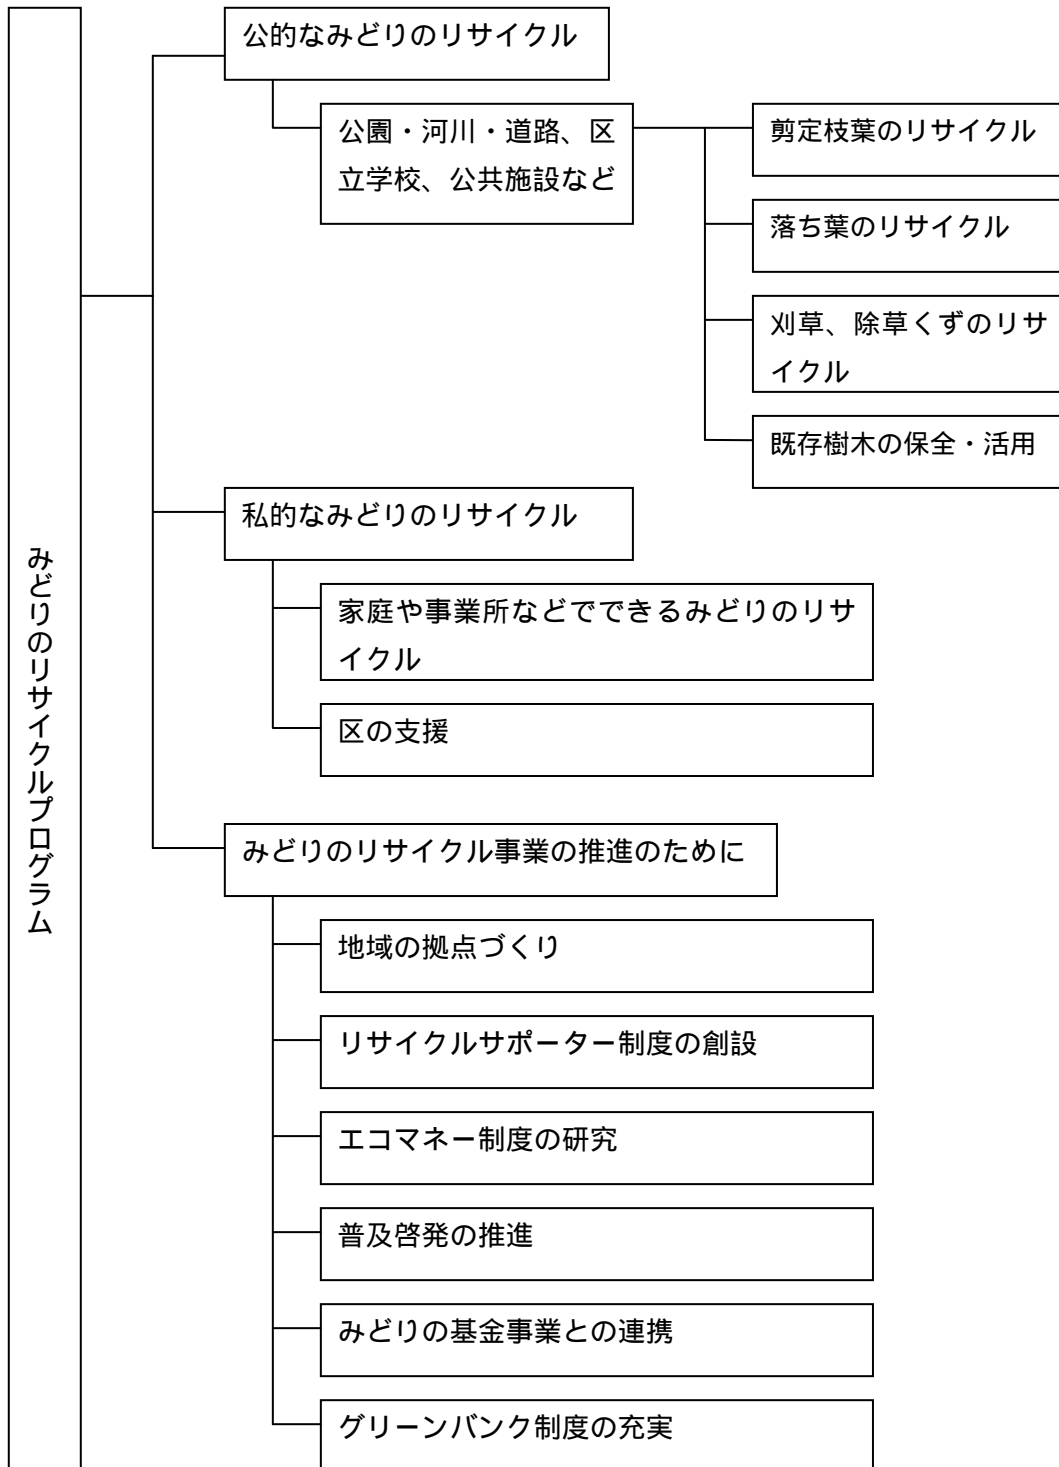 みどりのリサイクルプログラム
公的なみどりのリサイクル
公園・河川・道路、区
立学校、公共施設など
剪定枝葉のリサイクル
落ち葉のリサイクル
刈草、除草くずのリサ
イクル
既存樹木の保全・活用
私的なみどりのリサイクル
家庭や事業所などでできるみどりのリサ
イクル
区の支援
みどりのリサイクル事業の推進のために
地域の拠点づくり
リサイクルサポーター制度の創設
エコマネー制度の研究
普及啓発の推進
みどりの基金事業との連携
グリーンバンク制度の充実